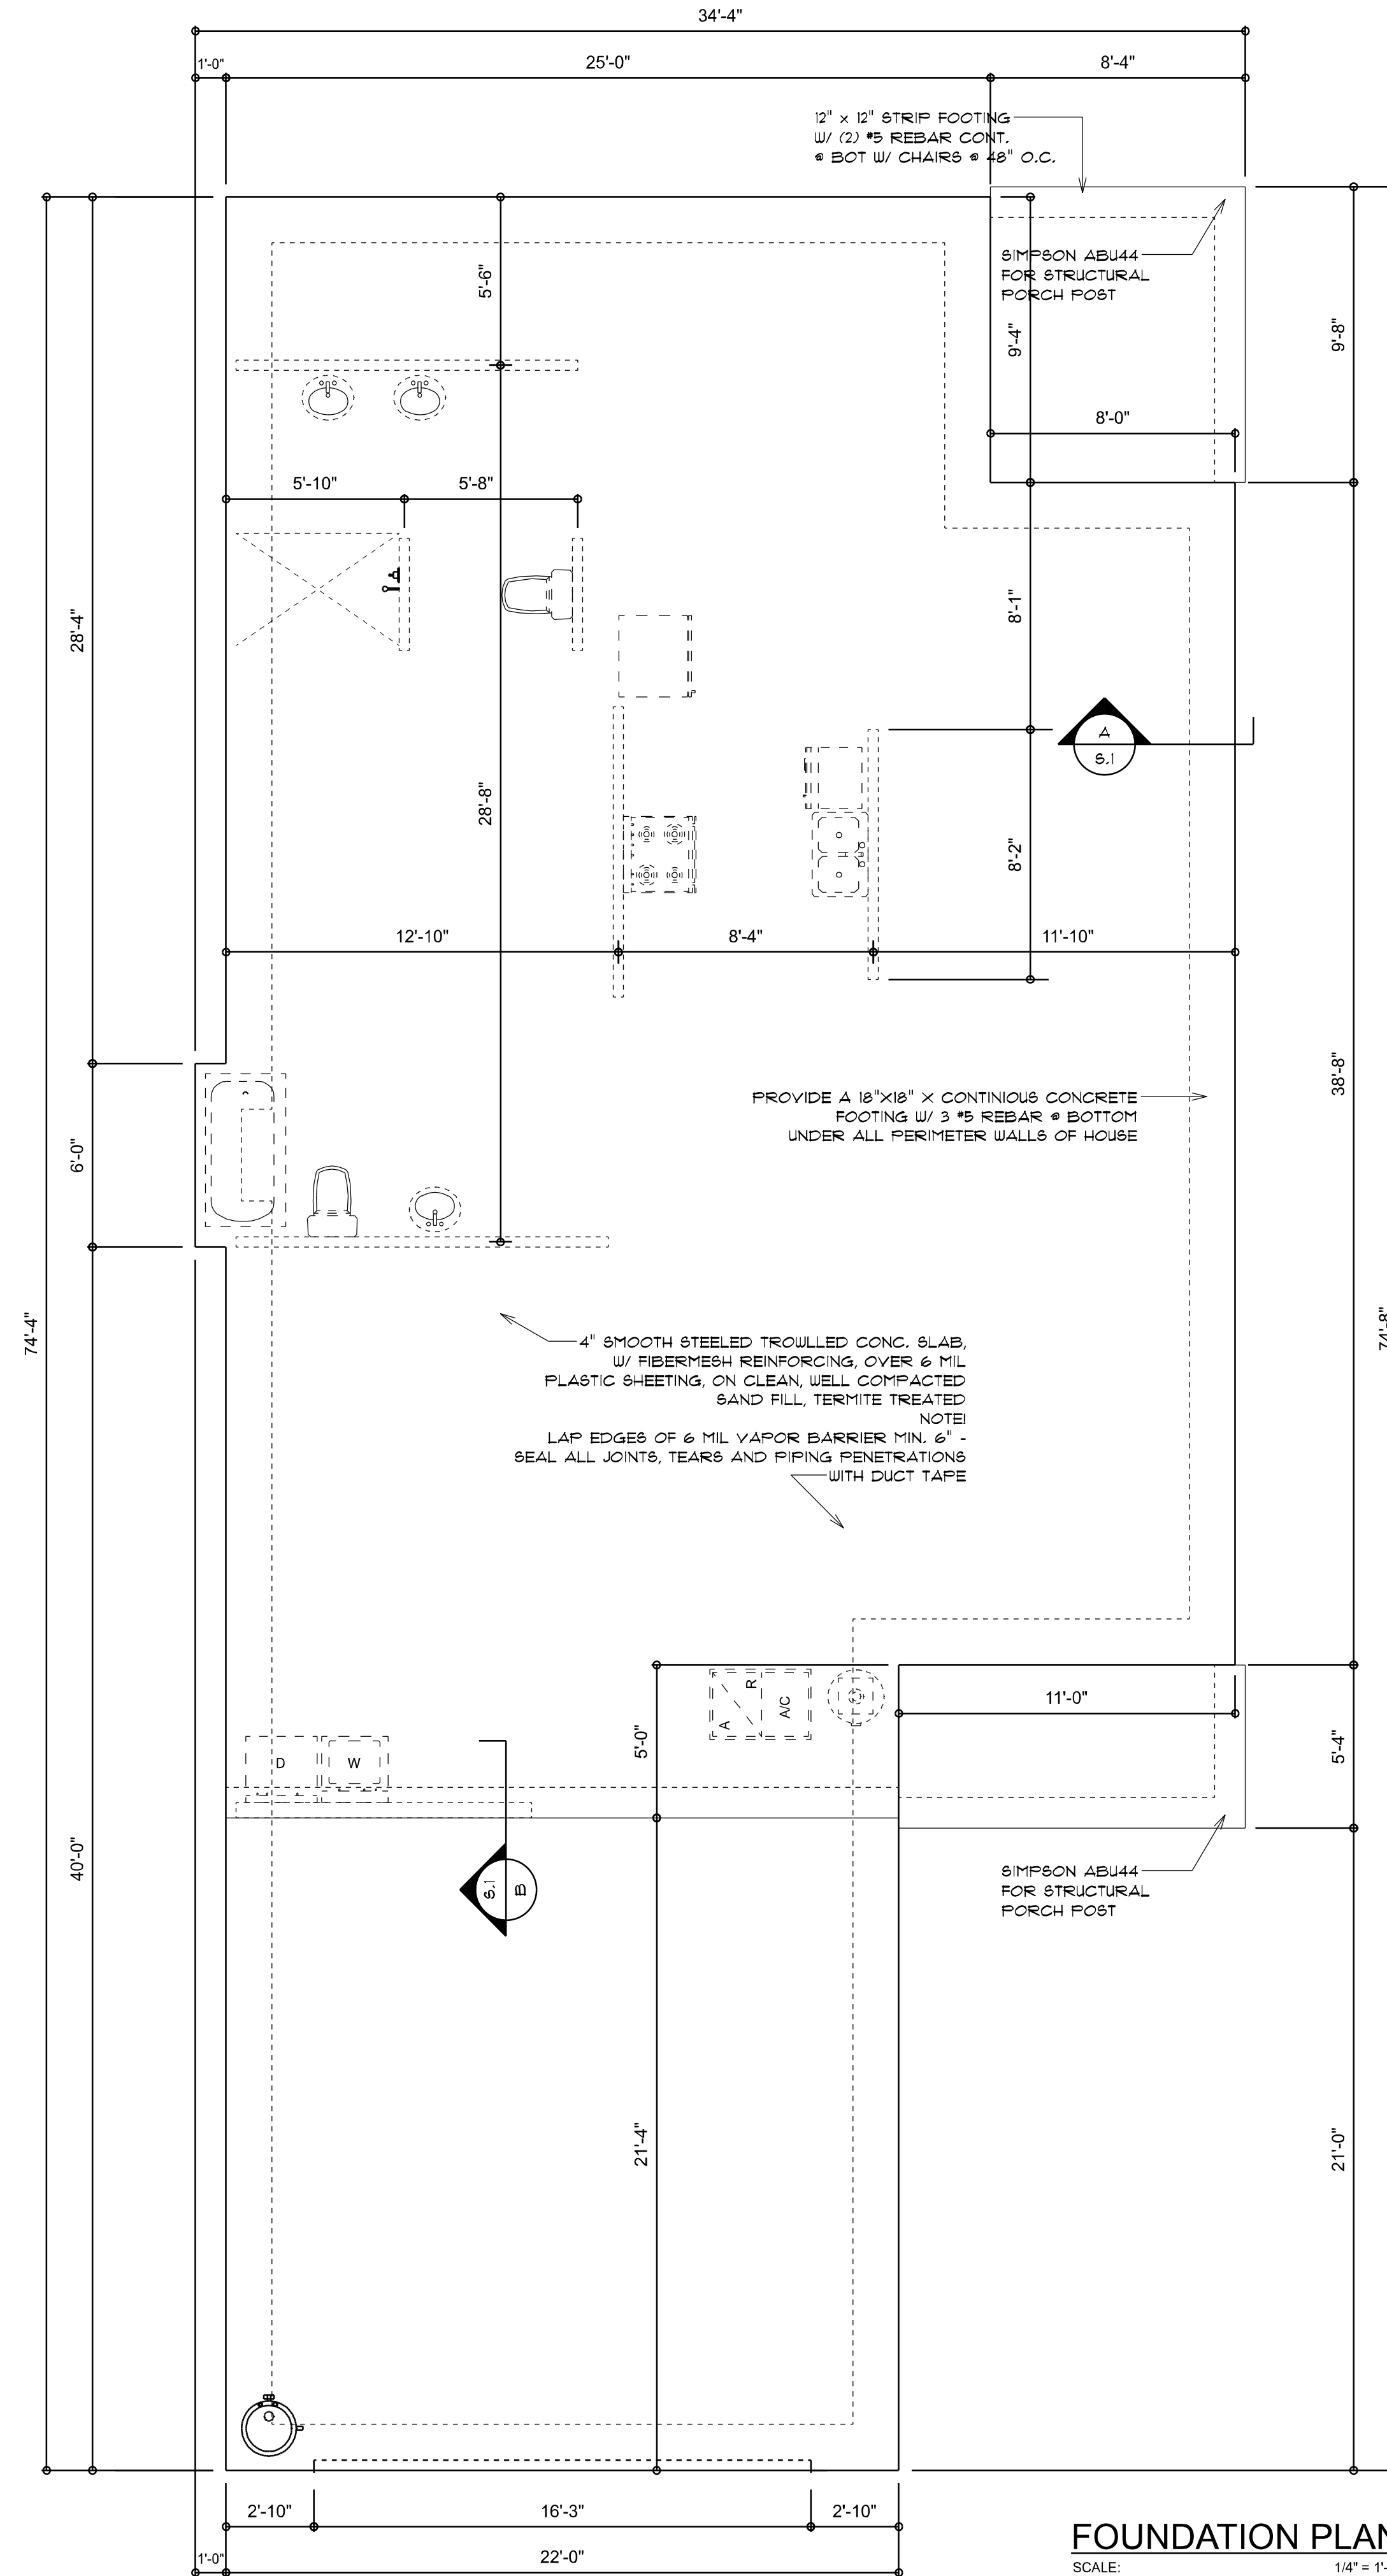 34'-4"
1'-0"
25'-0"
8'-4"
12" x 12" STRIP FOOTING
W/ (2) #5 REBAR CONT.
@ BOT W/ CHAIRS @ 48" O.C.
SIMPSON ABU44
FOR STRUCTURAL
PORCH POST
5'-6"
9'-4"
9'-8"
8'-0"
5'-10"
5'-8"
28'-4"
8'-1"
A
S.1
28'-8"
8'-2"
12'-10"
8'-4"
11'-10"
38'-8"
PROVIDE A 18"X18" X CONTINIOUS CONCRETE
FOOTING W/ 3 #5 REBAR @ BOTTOM
UNDER ALL PERIMETER WALLS OF HOUSE
6'-0"
74'-4"
74'-8"
4" SMOOTH STEELED TROWLLED CONC. SLAB,
W/ FIBERMESH REINFORCING, OVER 6 MIL
PLASTIC SHEETING, ON CLEAN, WELL COMPACTED
SAND FILL, TERMITE TREATED
NOTE!
LAP EDGES OF 6 MIL VAPOR BARRIER MIN. 6" -
SEAL ALL JOINTS, TEARS AND PIPING PENETRATIONS
WITH DUCT TAPE
R
A
A/C
11'-0"
5'-0"
5'-4"
D
W
40'-0"
S.1
B
SIMPSON ABU44
FOR STRUCTURAL
PORCH POST
21'-4"
21'-0"
2'-10"
16'-3"
2'-10"
1'-0"
22'-0"
FOUNDATION PLAN
SCALE:
1/4" = 1'-